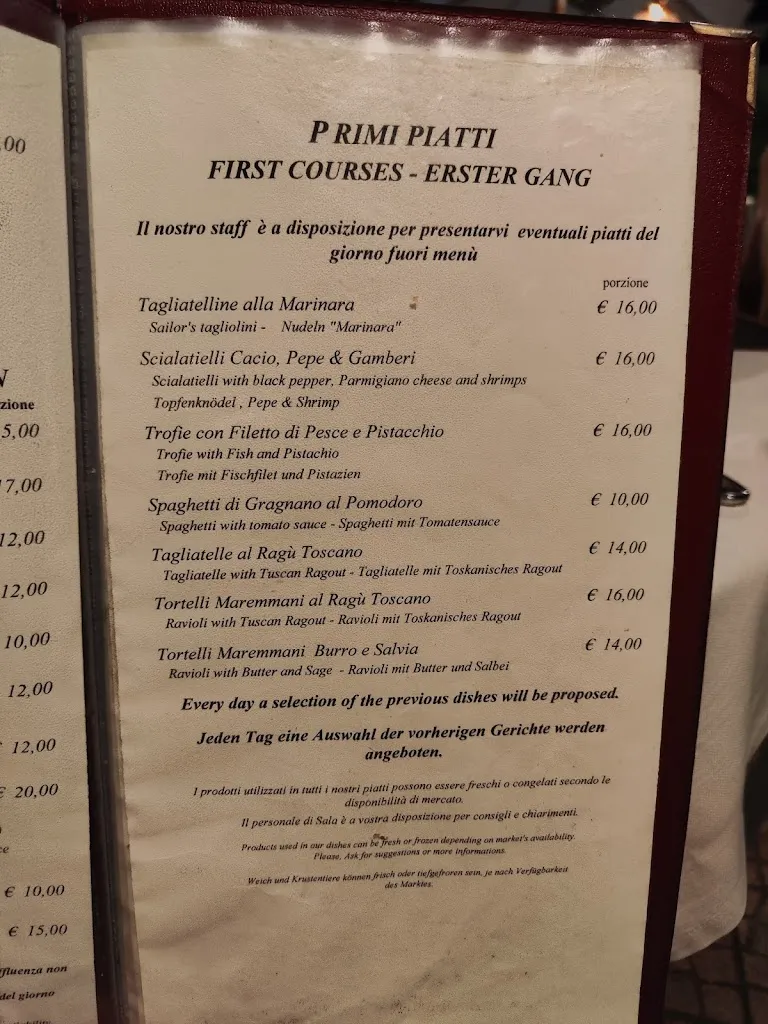 ,00
zione
5,00
17,00
12,00
12,00
10,00
12,00
€ 12,00
€ 20,00
€ 10,00
€ 15,00
ffluenza non
del giorno
PRIMI PIATTI
FIRST COURSES - ERSTER GANG
Il nostro staff è a disposizione per presentarvi eventuali piatti del
giorno fuori menù
porzione
Tagliatelline alla Marinara € 16,00
Sailor's tagliolini - Nudeln "Marinara"
Scialatielli Cacio, Pepe & Gamberi € 16,00
Scialatielli with black pepper, Parmigiano cheese and shrimps
Topfenknödel , Pepe & Shrimp
Trofie con Filetto di Pesce e Pistacchio € 16,00
Trofie with Fish and Pistachio
Trofie mit Fischfilet und Pistazien
Spaghetti di Gragnano al Pomodoro € 10,00
Spaghetti with tomato sauce - Spaghetti mit Tomatensauce
Tagliatelle al Ragù Toscano € 14,00
Tagliatelle with Tuscan Ragout - Tagliatelle mit Toskanisches Ragout
Tortelli Maremmani al Ragù Toscano € 16,00
Ravioli with Tuscan Ragout - Ravioli mit Toskanisches Ragout
Tortelli Maremmani Burro e Salvia € 14,00
Ravioli with Butter and Sage - Ravioli mit Butter und Salbei
Every day a selection of the previous dishes will be proposed.
Jeden Tag eine Auswahl der vorherigen Gerichte werden
angeboten.
I prodotti utilizzati in tutti i nostri piatti possono essere freschi o congelati secondo le
disponibilità di mercato.
Il personale di Sala è a vostra disposizione per consigli e chiarimenti.
Products used in our dishes can be fresh or frozen depending on market's availability.
Please, Ask for suggestions or more informations.
Weich und Krustentiere können frisch oder tiefgefroren sein, je nach Verfügbarkeit
des Marktes.